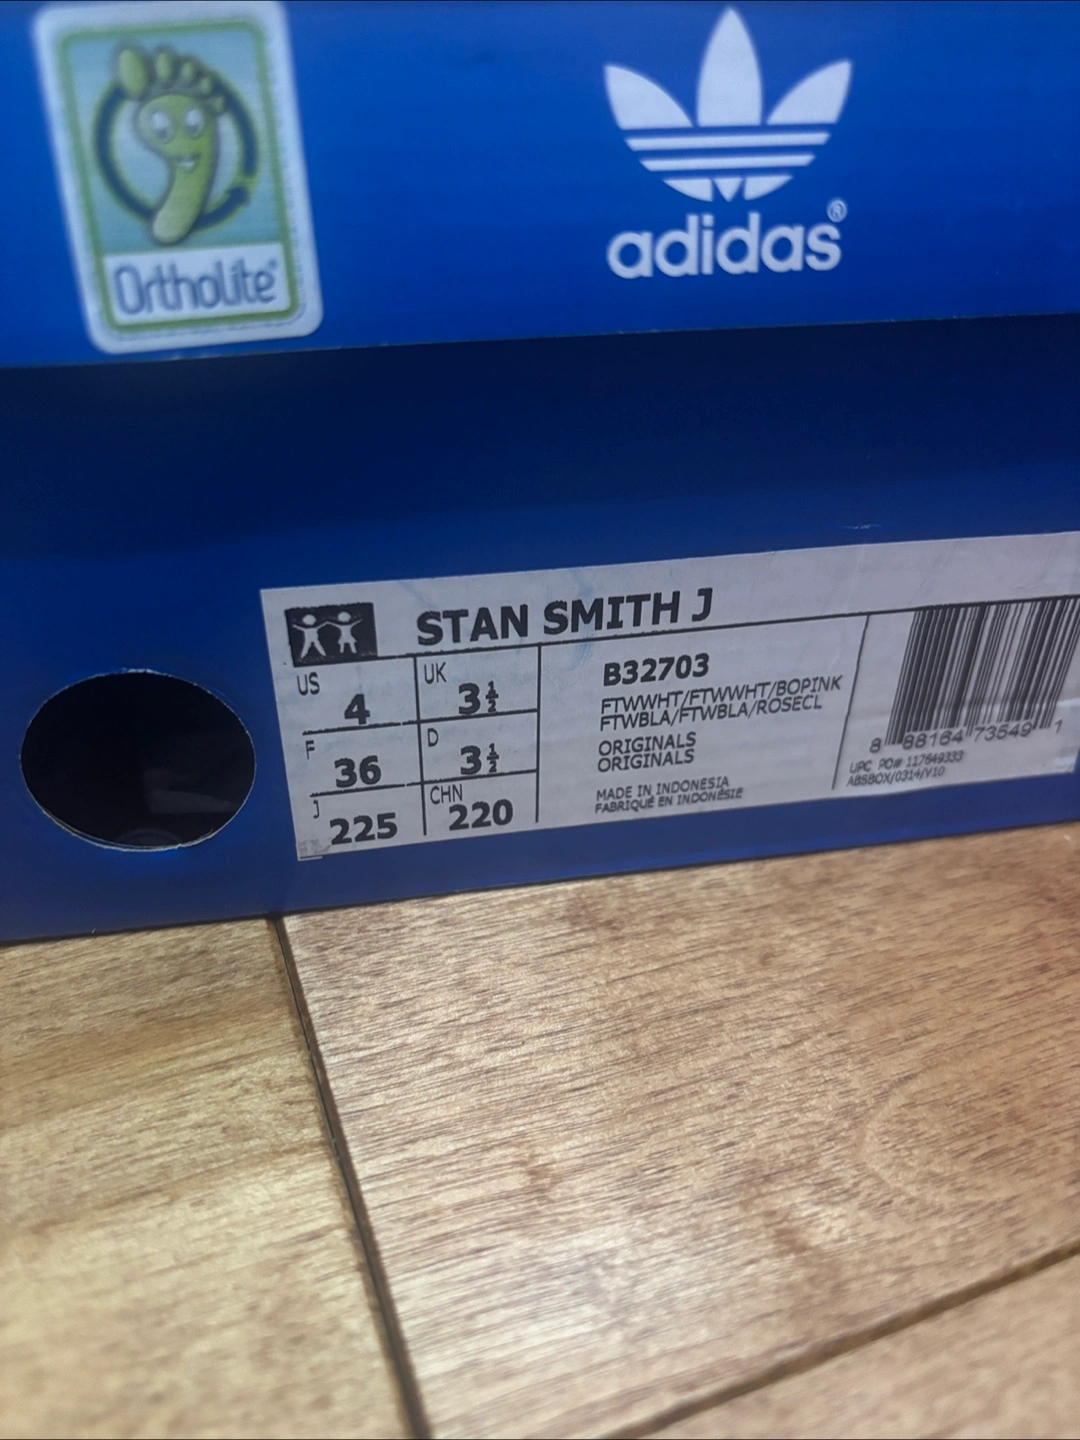 OrthoLite®
adidas®
STAN SMITH J
US 4
UK 3½
F 36
D 3½
J 225
CHN 220
B32703
FTWWHT/FTWWHT/BOPINK
FTWBLA/FTWBLA/ROSECL
ORIGINALS
ORIGINALS
MADE IN INDONESIA
FABRIQUÉ EN INDONÉSIE
8 88164 73549 1
UPC PO# 117649333
ABSBOX/0314/V10